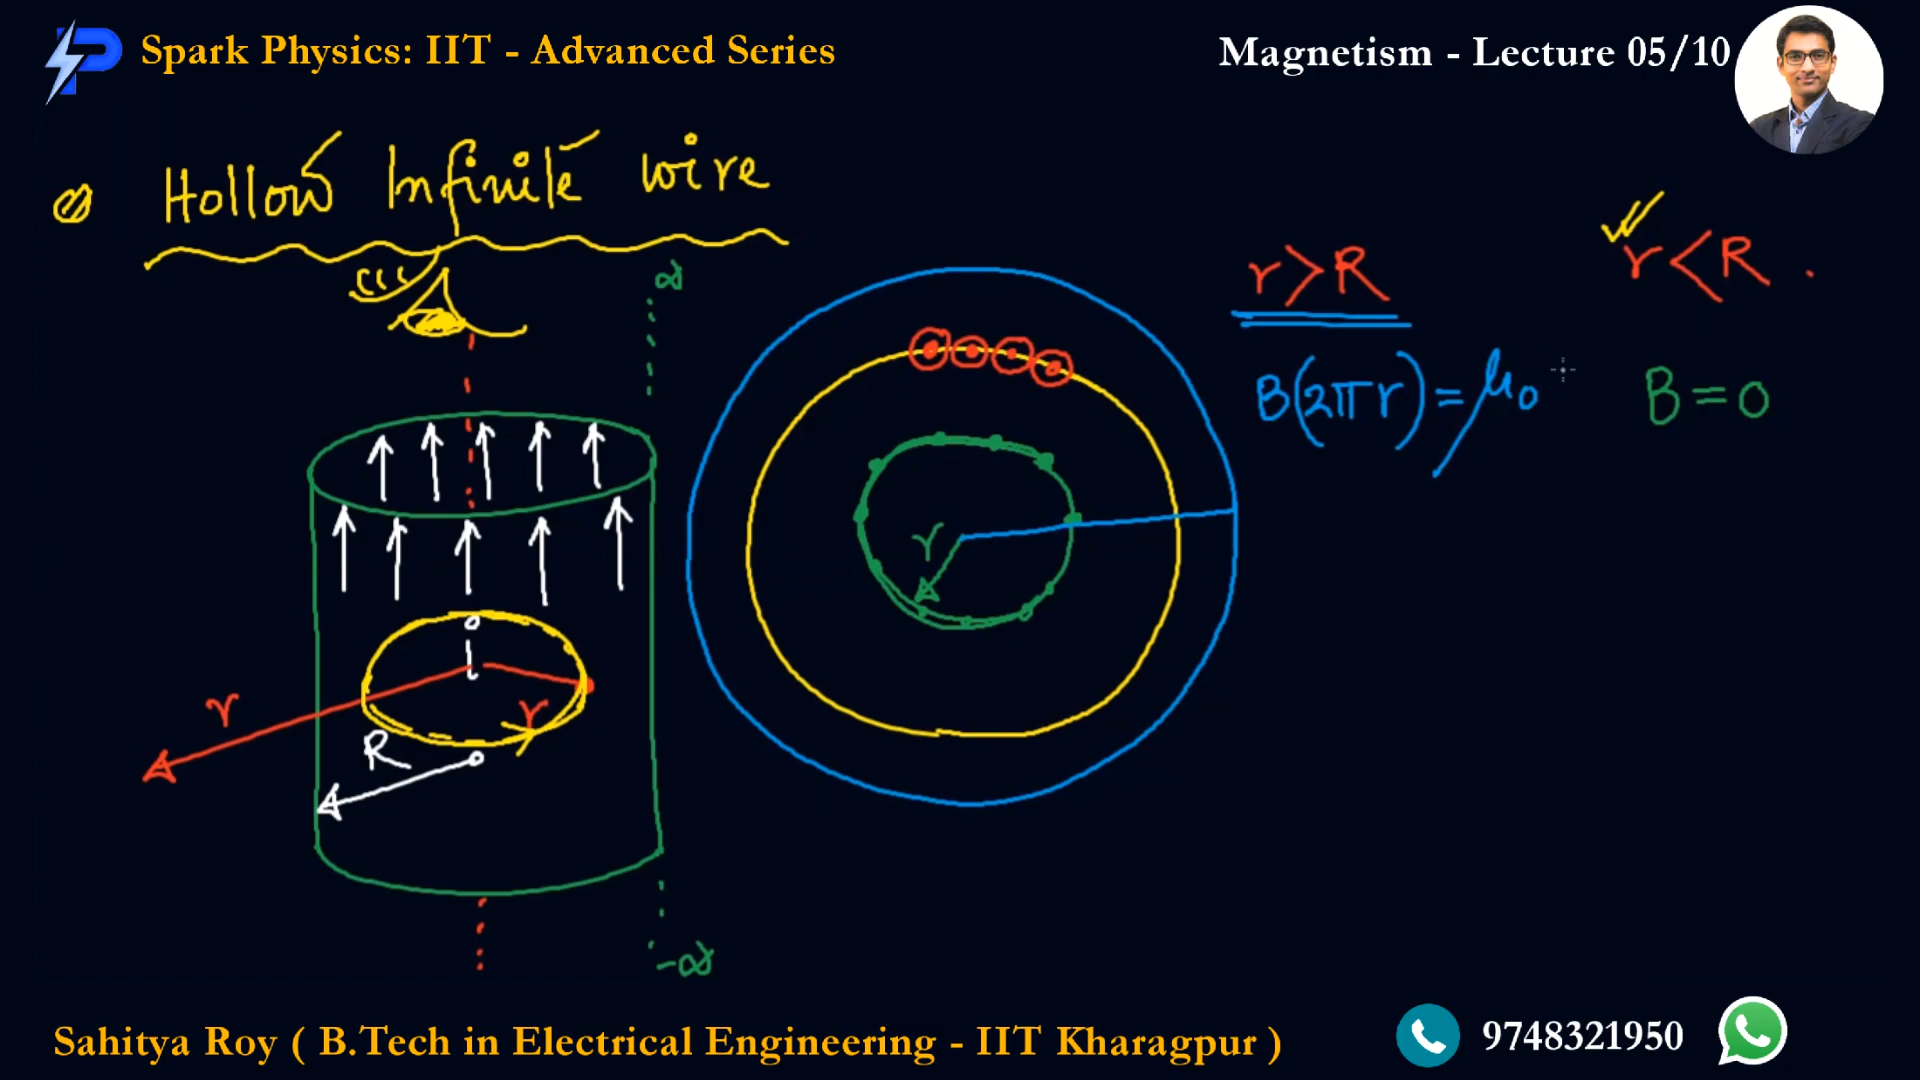 Spark Physics: IIT - Advanced Series
Magnetism - Lecture 05/10
Hollow Infinite wire
r>R
r<R.
B(2πr)=μ0
B=0
∞
r
r
r
R
-∞
Sahitya Roy ( B.Tech in Electrical Engineering - IIT Kharagpur )
9748321950